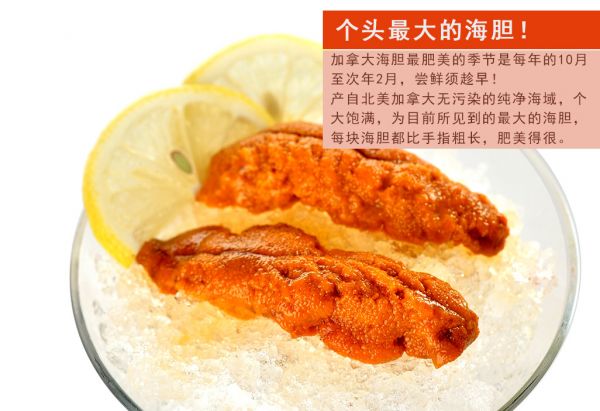 个头最大的海胆！
加拿大海胆最肥美的季节是每年的10月
至次年2月，尝鲜须趁早！
产自北美加拿大无污染的纯净海域，个
大饱满，为目前所见到的最大的海胆，
每块海胆都比手指粗长，肥美得很。